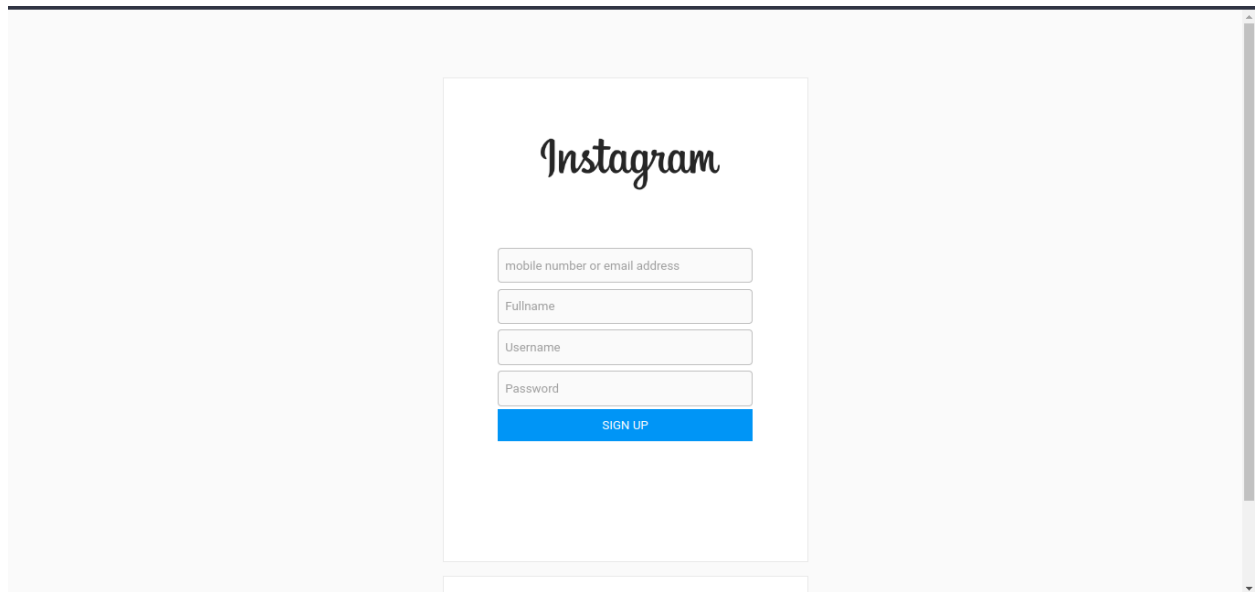 Instagram
mobile number or email address
Fullname
Username
Password
SIGN UP